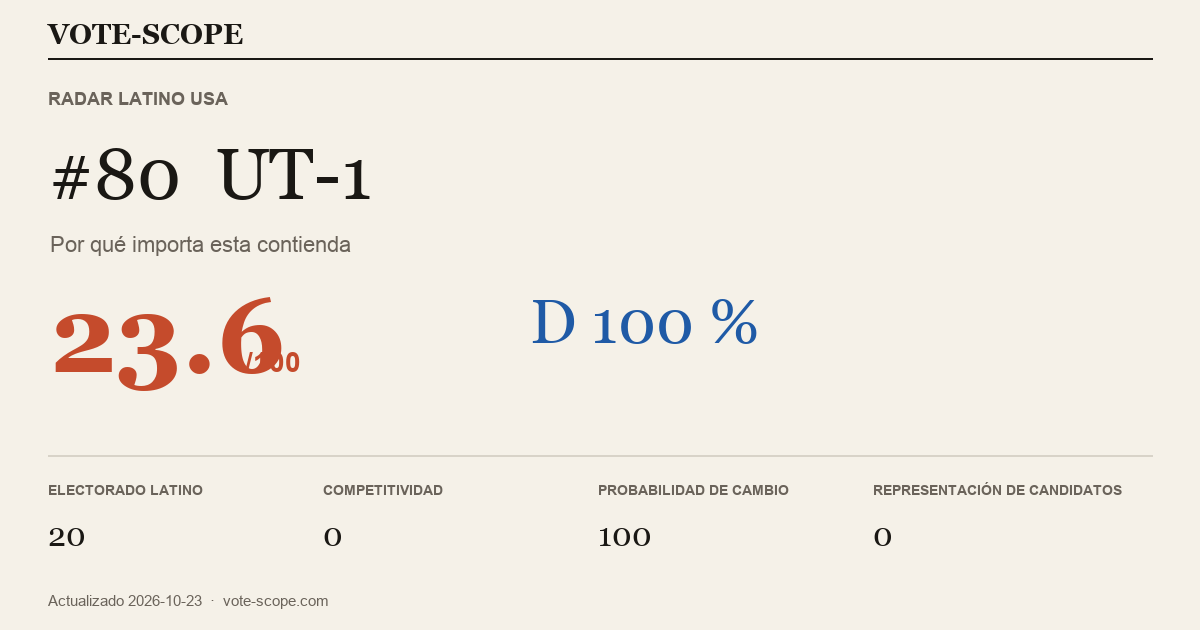 VOTE-SCOPE
RADAR LATINO USA
#80 UT-1
Por qué importa esta contienda
23.6/100
D 100 %
ELECTORADO LATINO
COMPETITIVIDAD
PROBABILIDAD DE CAMBIO
REPRESENTACIÓN DE CANDIDATOS
20
0
100
0
Actualizado 2026-10-23 · vote-scope.com